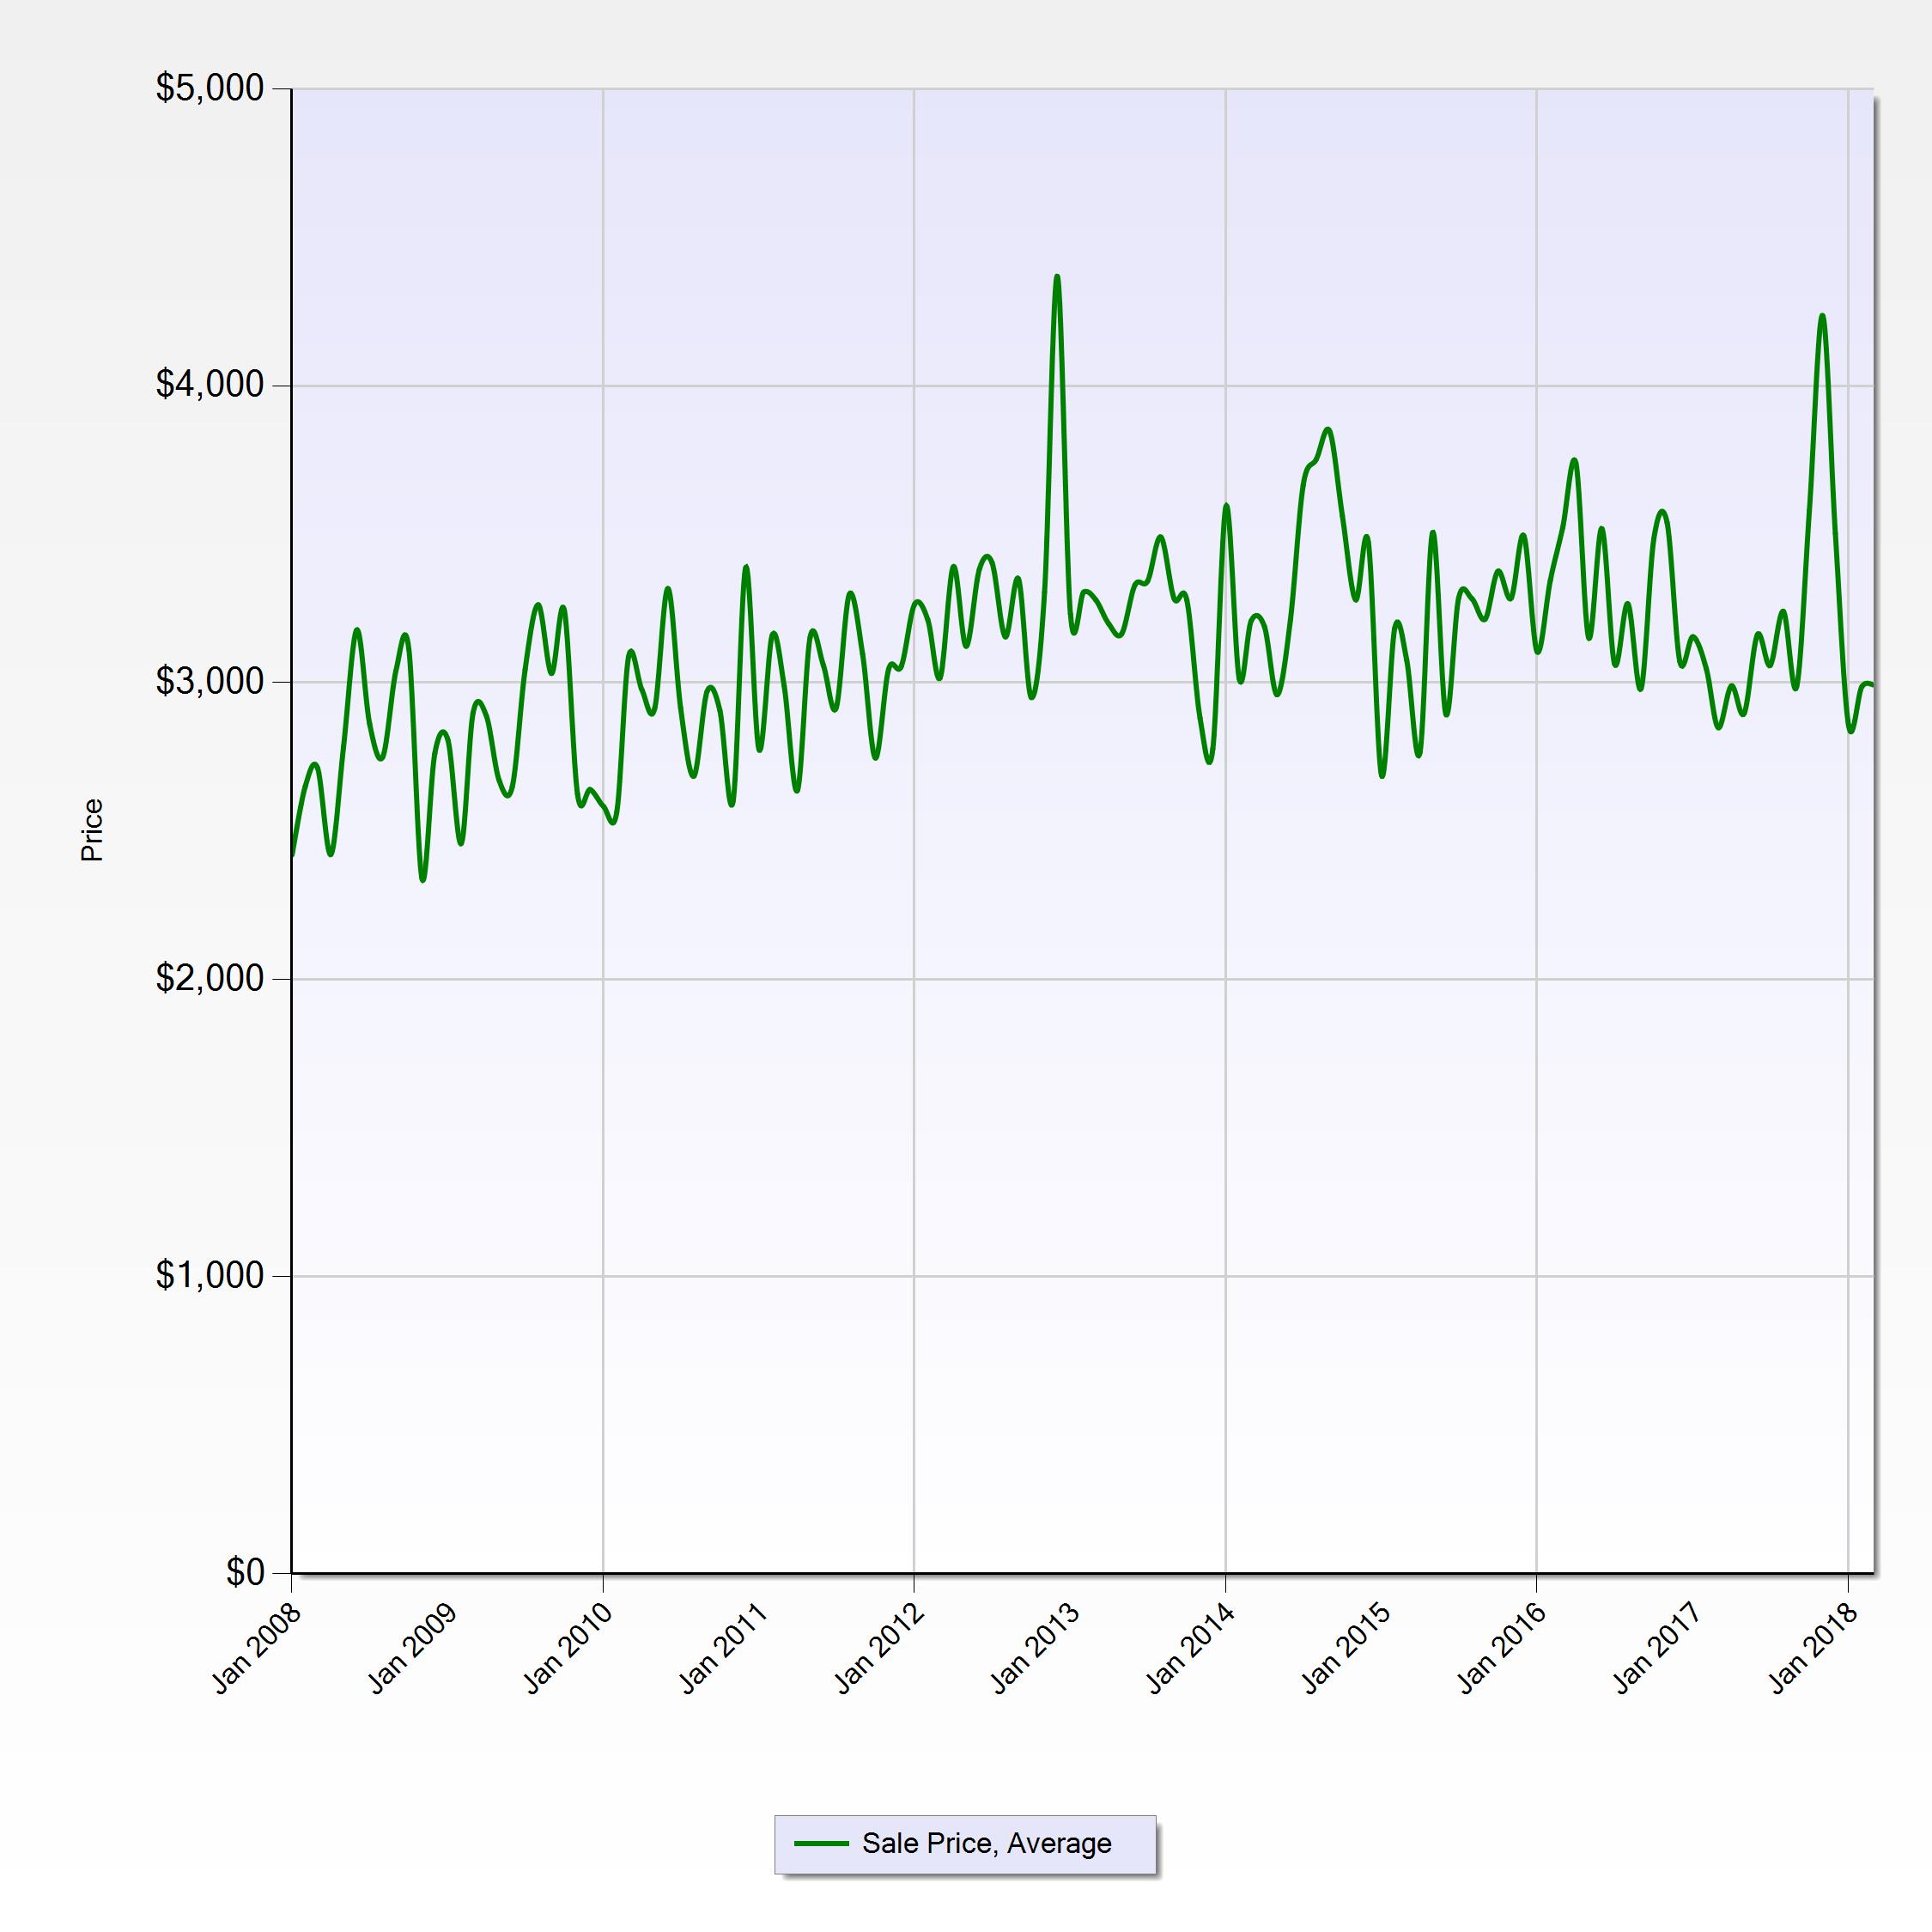 $5,000
$4,000
$3,000
$2,000
$1,000
$0
Price
Jan 2008
Jan 2009
Jan 2010
Jan 2011
Jan 2012
Jan 2013
Jan 2014
Jan 2015
Jan 2016
Jan 2017
Jan 2018
Sale Price, Average